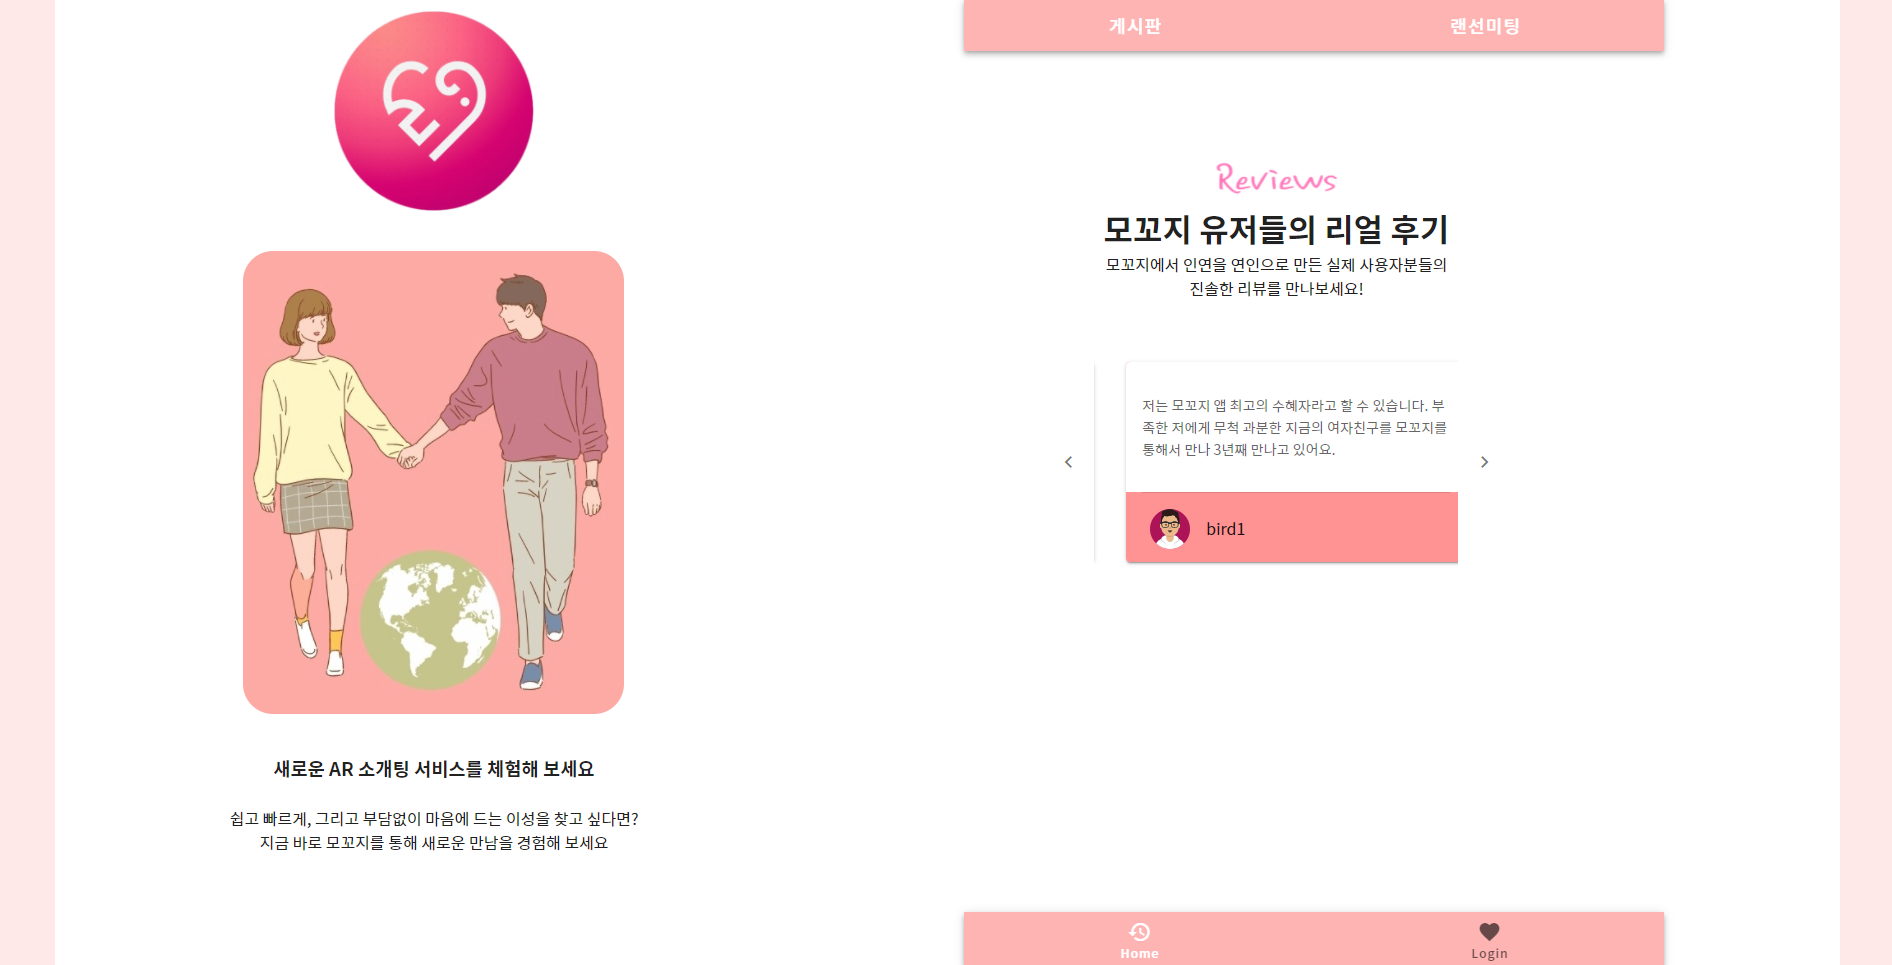 새로운 AR 소개팅 서비스를 체험해 보세요
쉽고 빠르게, 그리고 부담없이 마음에 드는 이성을 찾고 싶다면?
지금 바로 모꼬지를 통해 새로운 만남을 경험해 보세요
게시판
랜선미팅
Reviews
모꼬지 유저들의 리얼 후기
모꼬지에서 인연을 연인으로 만든 실제 사용자분들의
진솔한 리뷰를 만나보세요!
저는 모꼬지 앱 최고의 수혜자라고 할 수 있습니다. 부
족한 저에게 무척 과분한 지금의 여자친구를 모꼬지를
통해서 만나 3년째 만나고 있어요.
bird1
Home
Login